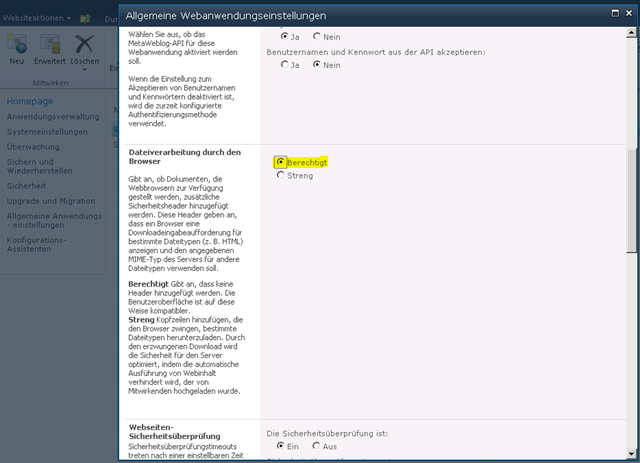 Websiteaktionen
Allgemeine Webanwendungseinstellungen
Neu
Erweitert
Löschen
Mitwirken
Homepage
Anwendungsverwaltung
Systemeinstellungen
Überwachung
Sichern und
Wiederherstellen
Sicherheit
Upgrade und Migration
Allgemeine Anwendungs-
einstellungen
Konfigurations-
Assistenten
Wählen Sie aus, ob das
MetaWeblog-API für diese
Webanwendung aktiviert werden
soll.
Wenn die Einstellung zum
Akzeptieren von Benutzernamen
und Kennwörtern deaktiviert ist,
wird die zurzeit konfigurierte
Authentifizierungsmethode
verwendet.
Ja Nein
Benutzernamen und Kennwort aus der API akzeptieren:
Ja Nein
Dateiverarbeitung durch den
Browser
Gibt an, ob Dokumenten, die
Webbrowsern zur Verfügung
gestellt werden, zusätzliche
Sicherheitsheader hinzugefügt
werden. Diese Header geben an,
dass ein Browser eine
Downloadeingabeaufforderung für
bestimmte Dateitypen (z. B. HTML)
anzeigen und den angegebenen
MIME-Typ des Servers für andere
Dateitypen verwenden soll.
Berechtigt Gibt an, dass keine
Header hinzugefügt werden. Die
Benutzeroberfläche ist auf diese
Weise kompatibler.
Streng Kopfzeilen hinzufügen, die
den Browser zwingen, bestimmte
Dateitypen herunterzuladen. Durch
den erzwungenen Download wird
die Sicherheit für den Server
optimiert, indem die automatische
Ausführung von Webinhalt
verhindert wird, der von
Mitwirkenden hochgeladen wurde.
Berechtigt
Streng
Webseiten-
Sicherheitsüberprüfung
Sicherheitsüberprüfungstimeouts
treten nach einer einstellbaren Zeit
Die Sicherheitsüberprüfung ist:
Ein Aus